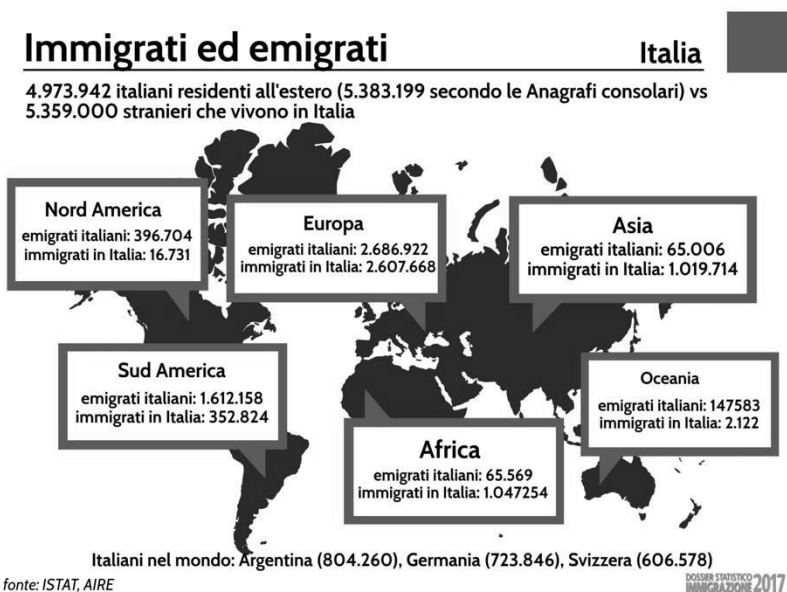 Immigrati ed emigrati
Italia
4.973.942 italiani residenti all'estero (5.383.199 secondo le Anagrafi consolari) vs
5.359.000 stranieri che vivono in Italia
Nord America
emigrati italiani: 396.704
immigrati in Italia: 16.731
Europa
emigrati italiani: 2.686.922
immigrati in Italia: 2.607.668
Asia
emigrati italiani: 65.006
immigrati in Italia: 1.019.714
Sud America
emigrati italiani: 1.612.158
immigrati in Italia: 352.824
Africa
emigrati italiani: 65.569
immigrati in Italia: 1.047254
Oceania
emigrati italiani: 147583
immigrati in Italia: 2.122
Italiani nel mondo: Argentina (804.260), Germania (723.846), Svizzera (606.578)
fonte: ISTAT, AIRE
DOSSIER STATISTICO
IMMIGRAZIONE 2017